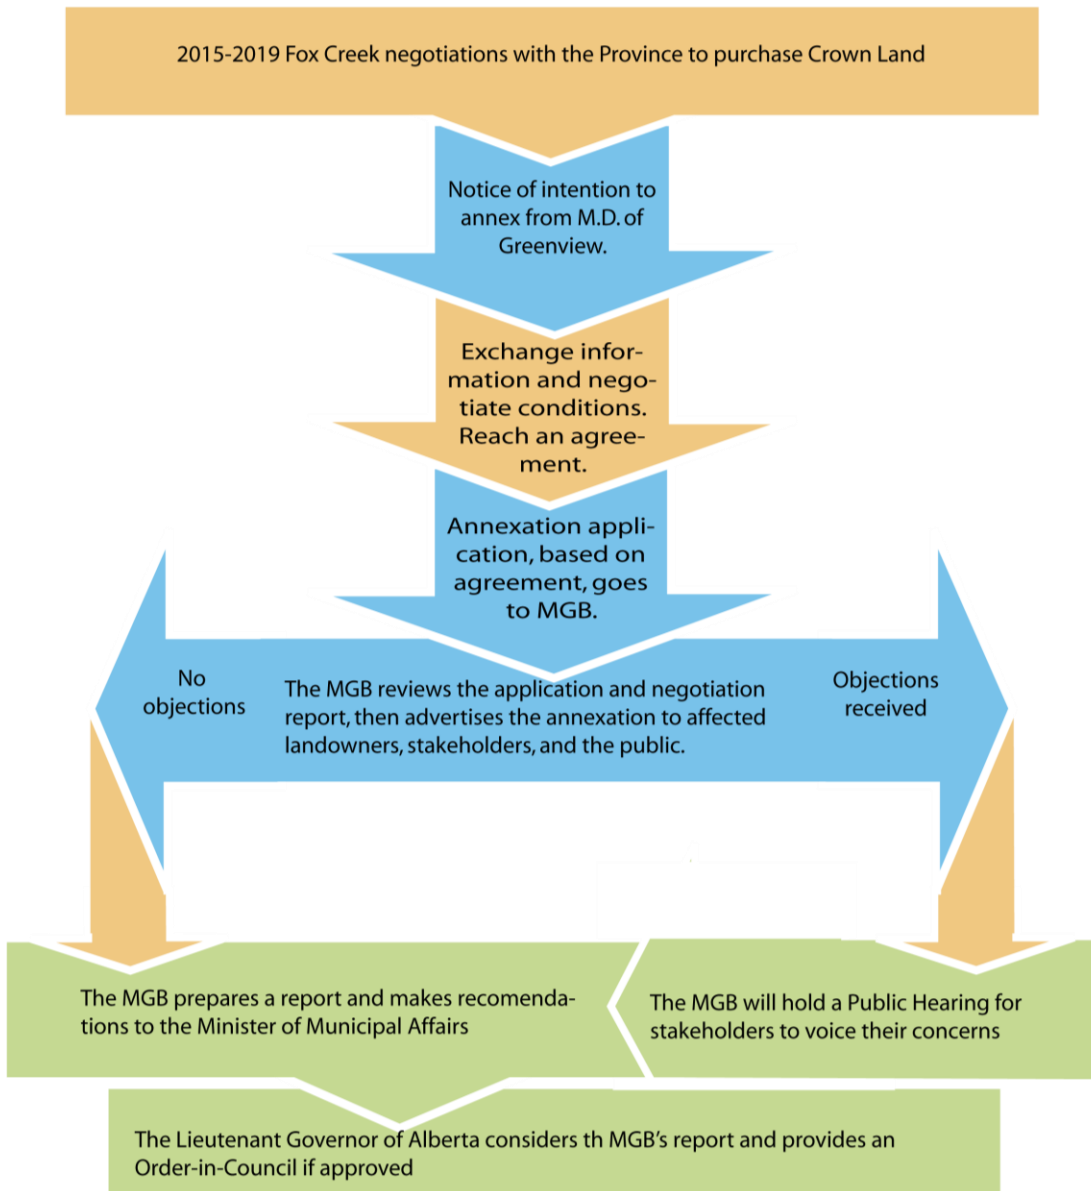 2015-2019 Fox Creek negotiations with the Province to purchase Crown Land
Notice of intention to
annex from M.D. of
Greenview.
Exchange infor-
mation and nego-
tiate conditions.
Reach an agree-
ment.
Annexation appli-
cation, based on
agreement, goes
to MGB.
No
objections
The MGB reviews the application and negotiation
report, then advertises the annexation to affected
landowners, stakeholders, and the public.
Objections
received
The MGB prepares a report and makes recomenda-
tions to the Minister of Municipal Affairs
The MGB will hold a Public Hearing for
stakeholders to voice their concerns
The Lieutenant Governor of Alberta considers th MGB's report and provides an
Order-in-Council if approved